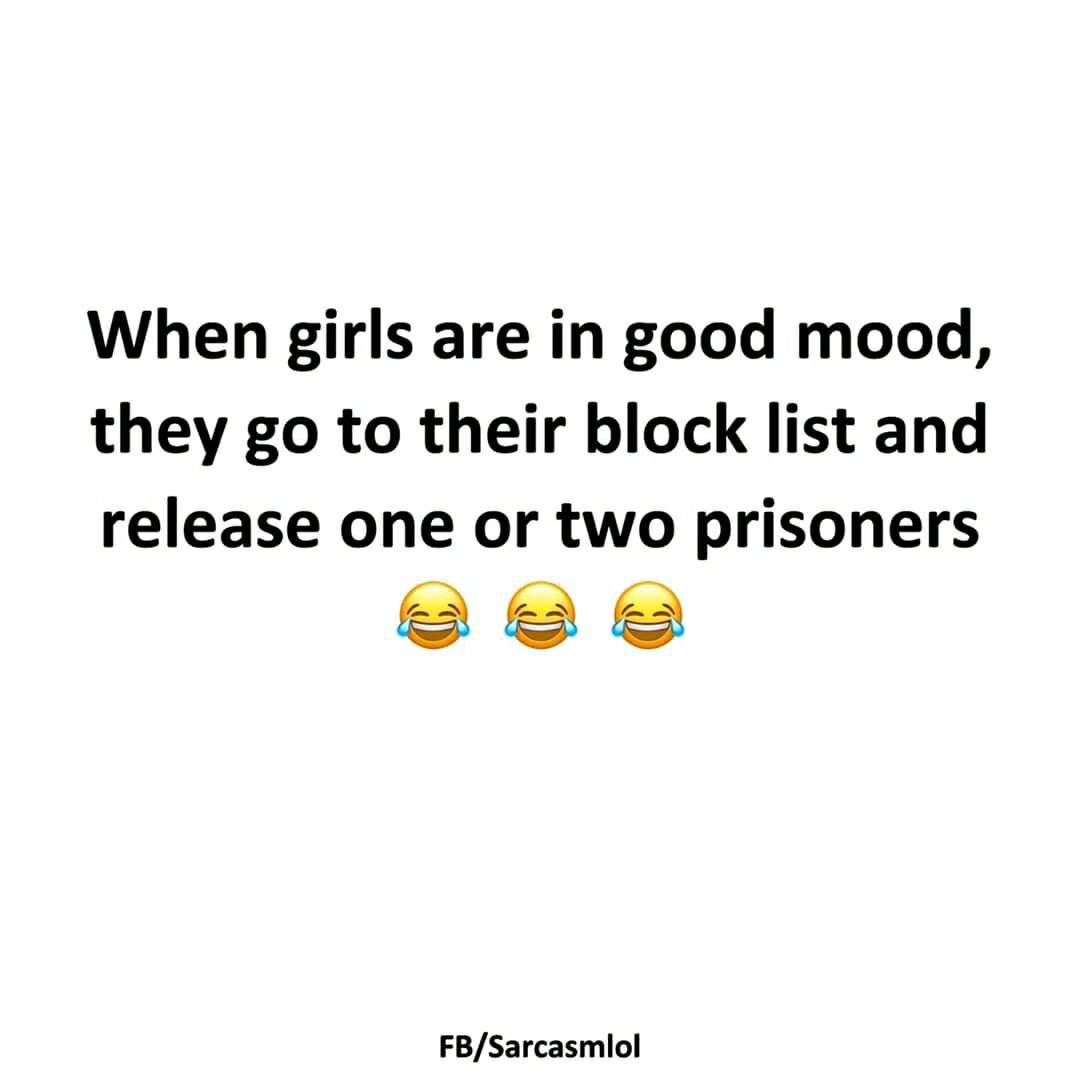 When girls are in good mood,
they go to their block list and
release one or two prisoners
😂 😂 😂
FB/Sarcasmlol